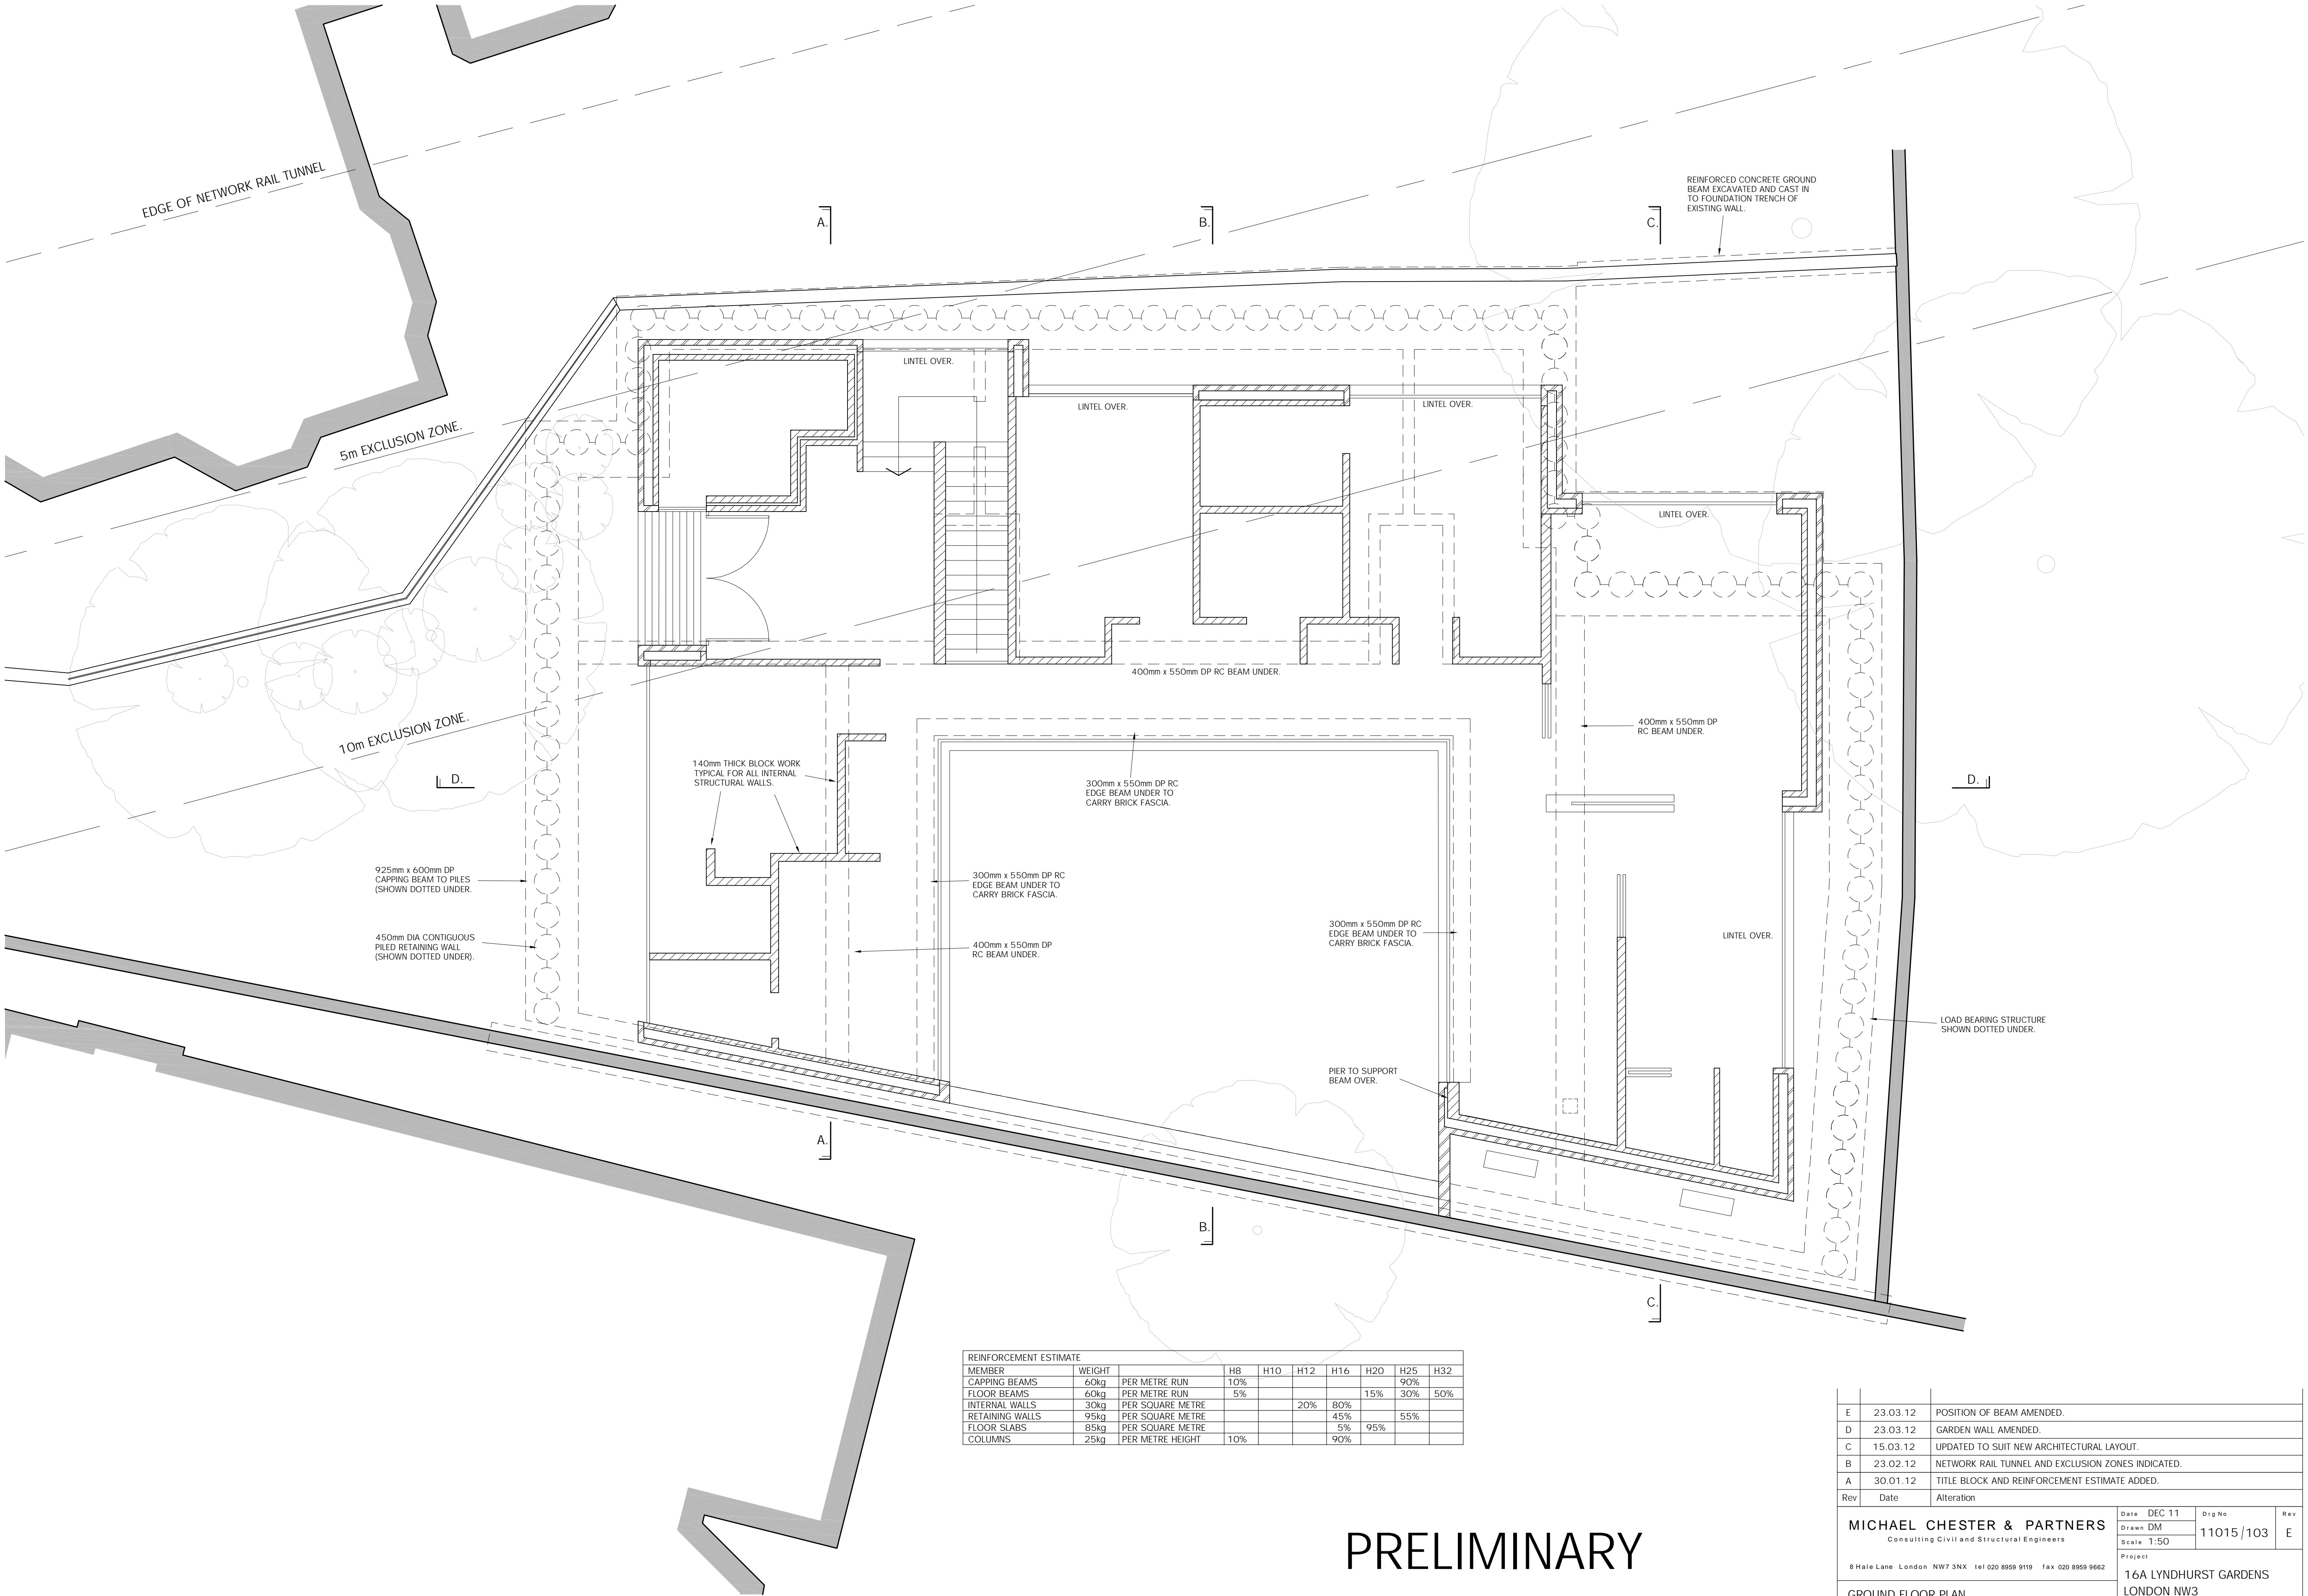 EDGE OF NETWORK RAIL TUNNEL
REINFORCED CONCRETE GROUND
BEAM EXCAVATED AND CAST IN
TO FOUNDATION TRENCH OF
EXISTING WALL.
A.
B.
C.
LINTEL OVER.
LINTEL OVER.
LINTEL OVER.
LINTEL OVER.
5m EXCLUSION ZONE.
400mm x 550mm DP RC BEAM UNDER.
10m EXCLUSION ZONE.
400mm x 550mm DP
RC BEAM UNDER.
D.
D.
140mm THICK BLOCK WORK
TYPICAL FOR ALL INTERNAL
STRUCTURAL WALLS.
300mm x 550mm DP RC
EDGE BEAM UNDER TO
CARRY BRICK FASCIA.
925mm x 600mm DP
CAPPING BEAM TO PILES
(SHOWN DOTTED UNDER.
300mm x 550mm DP RC
EDGE BEAM UNDER TO
CARRY BRICK FASCIA.
300mm x 550mm DP RC
EDGE BEAM UNDER TO
CARRY BRICK FASCIA.
LINTEL OVER.
450mm DIA CONTIGUOUS
PILED RETAINING WALL
(SHOWN DOTTED UNDER).
400mm x 550mm DP
RC BEAM UNDER.
LOAD BEARING STRUCTURE
SHOWN DOTTED UNDER.
PIER TO SUPPORT
BEAM OVER.
A.
B.
C.
REINFORCEMENT ESTIMATE
MEMBER WEIGHT H8 H10 H12 H16 H20 H25 H32
CAPPING BEAMS 60kg PER METRE RUN 10% 90%
FLOOR BEAMS 60kg PER METRE RUN 5% 15% 30% 50%
INTERNAL WALLS 30kg PER SQUARE METRE 20% 80%
RETAINING WALLS 95kg PER SQUARE METRE 45% 55%
FLOOR SLABS 85kg PER SQUARE METRE 5% 95%
COLUMNS 25kg PER METRE HEIGHT 10% 90%
PRELIMINARY
E 23.03.12 POSITION OF BEAM AMENDED.
D 23.03.12 GARDEN WALL AMENDED.
C 15.03.12 UPDATED TO SUIT NEW ARCHITECTURAL LAYOUT.
B 23.02.12 NETWORK RAIL TUNNEL AND EXCLUSION ZONES INDICATED.
A 30.01.12 TITLE BLOCK AND REINFORCEMENT ESTIMATE ADDED.
Rev Date Alteration
MICHAEL CHESTER & PARTNERS
Consulting Civil and Structural Engineers
8 Hale Lane London NW7 3NX tel 020 8959 9119 fax 020 8959 9662
Date DEC 11
Drawn DM
Scale 1:50
Drg No
11015/103
Rev
E
Project
16A LYNDHURST GARDENS
LONDON NW3
GROUND FLOOR PLAN